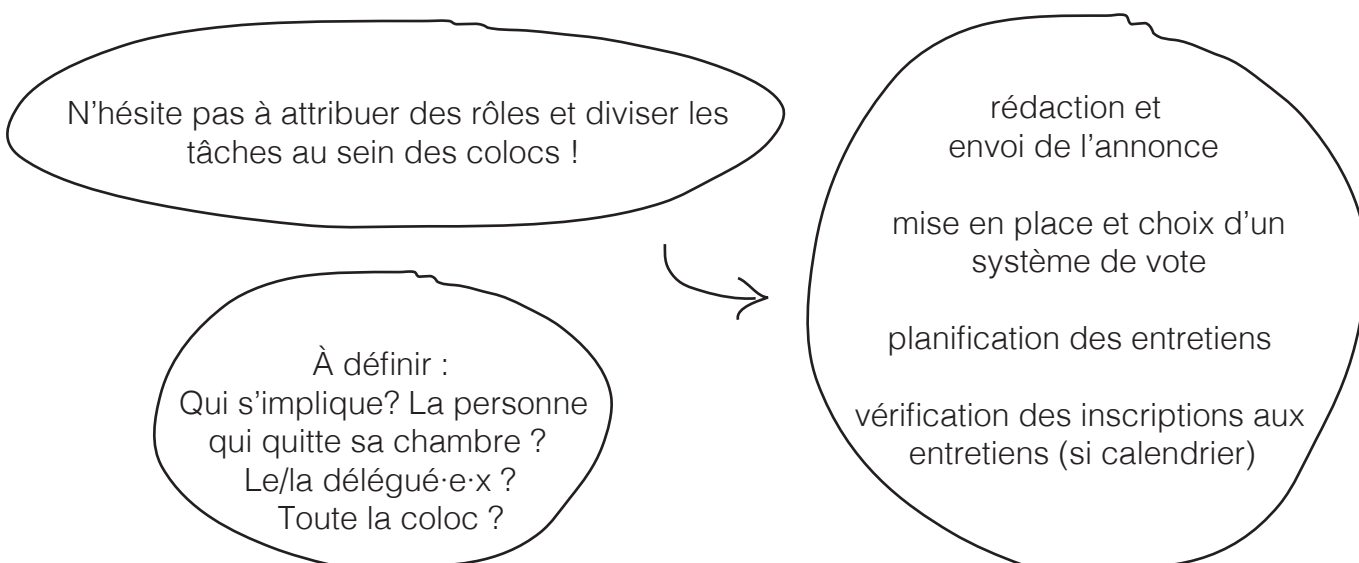 N’hésite pas à attribuer des rôles et diviser les
tâches au sein des colocs !
À définir :
Qui s’implique? La personne
qui quitte sa chambre ?
Le/la délégué·e·x ?
Toute la coloc ?
rédaction et
envoi de l’annonce
mise en place et choix d’un
système de vote
planification des entretiens
vérification des inscriptions aux
entretiens (si calendrier)